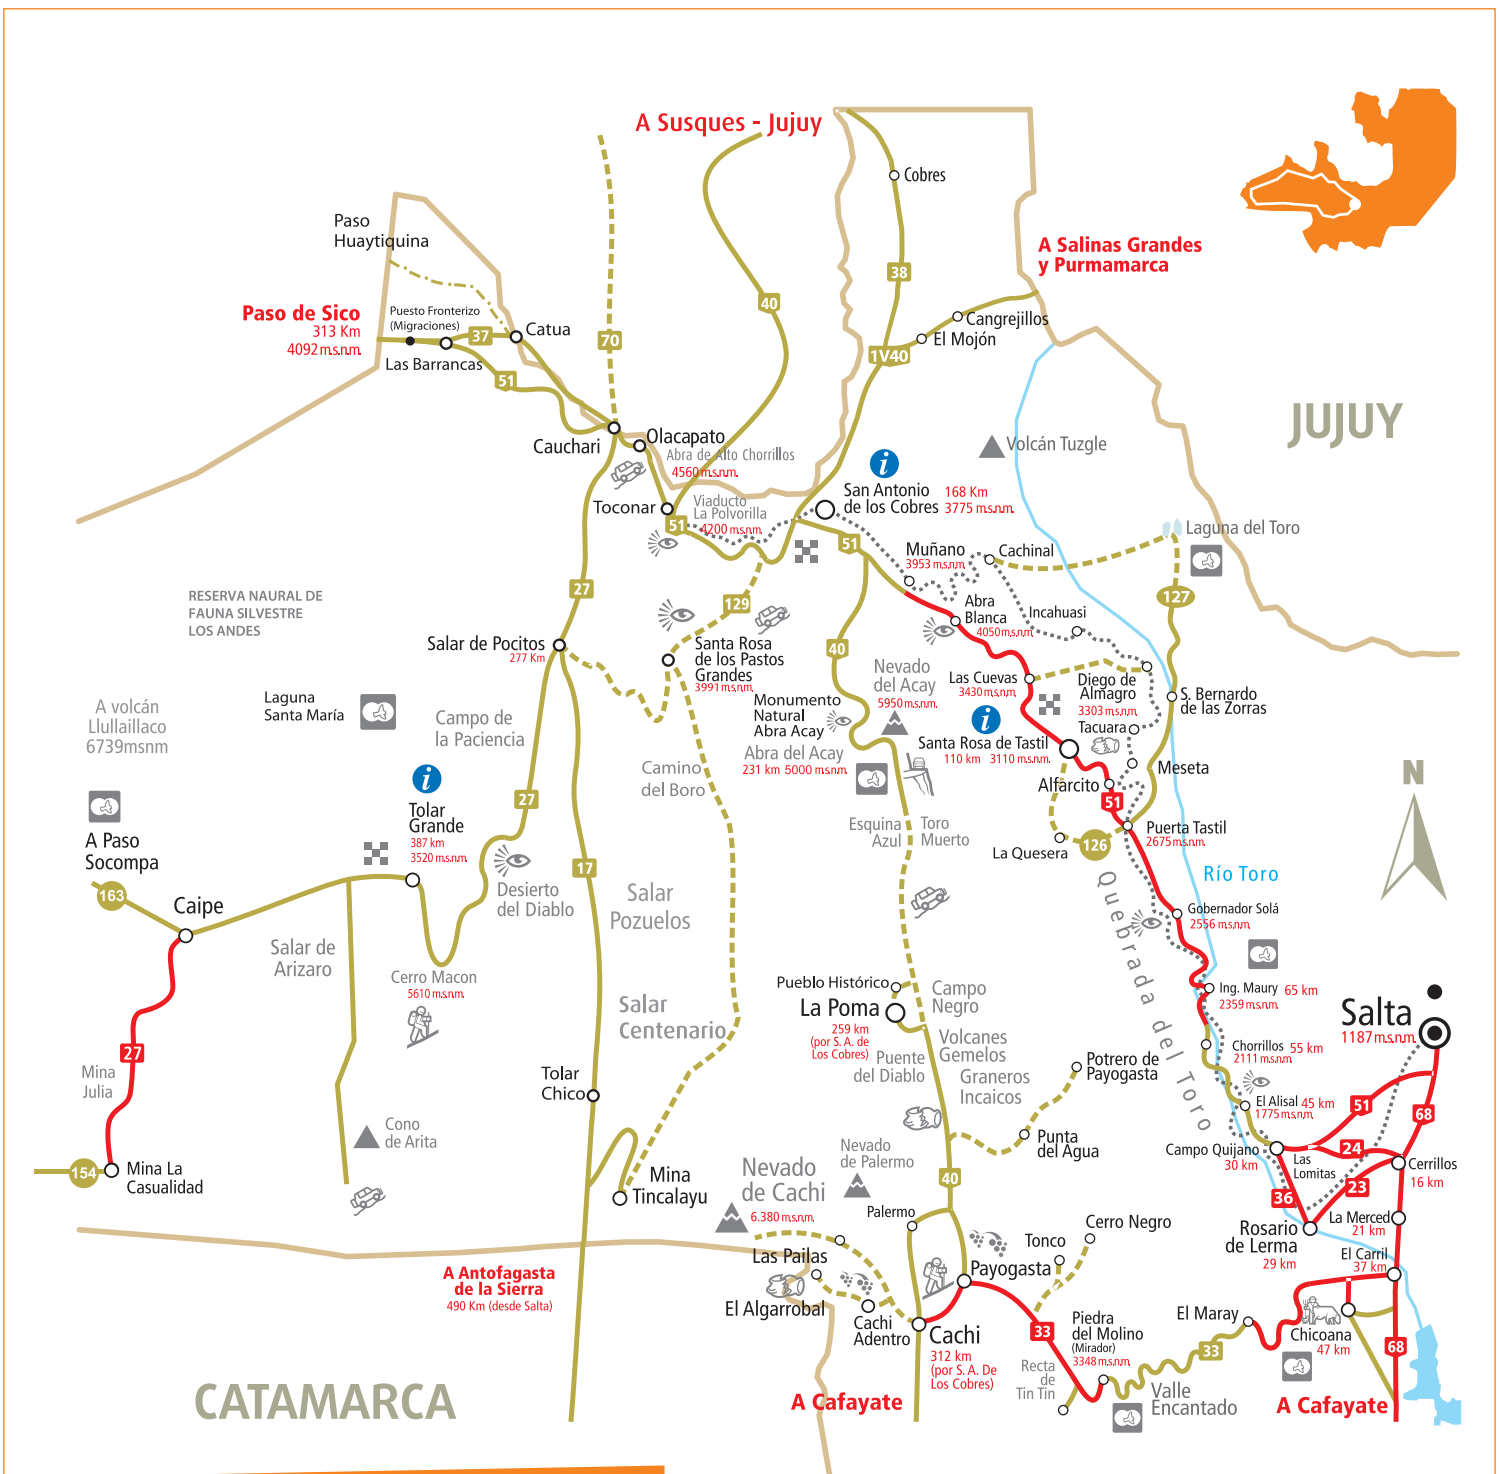 A Susques - Jujuy
Cobres
Paso
Huaytiquina
A Salinas Grandes
y Purmamarca
38
40
Paso de Sico
313 Km
4092 m.s.n.m.
Puesto Fronterizo
(Migraciones)
37
Catua
70
Cangrejillos
El Mojón
1V40
Las Barrancas
51
JUJUY
Cauchari
Olacapato
Abra de Alto Chorrillos
4560 m.s.n.m.
Volcán Tuzgle
San Antonio
de los Cobres
168 Km
3775 m.s.n.m.
Toconar
Viaducto
La Polvorilla
4200 m.s.n.m.
51
51
Laguna del Toro
Muñano
3953 m.s.n.m.
Cachinal
RESERVA NAURAL DE
FAUNA SILVESTRE
LOS ANDES
27
129
127
Abra
Blanca
4050 m.s.n.m.
Incahuasi
Salar de Pocitos
277 Km
Santa Rosa
de los Pastos
Grandes
3991 m.s.n.m.
40
Nevado
del Acay
5950 m.s.n.m.
Las Cuevas
3430 m.s.n.m.
Diego de
Almagro
3303 m.s.n.m.
S. Bernardo
de las Zorras
A volcán
Llullaillaco
6739msnm
Laguna
Santa María
Campo de
la Paciencia
Monumento
Natural
Abra Acay
Abra del Acay
231 km 5000 m.s.n.m.
Tacuara
Santa Rosa de Tastil
110 km 3110 m.s.n.m.
Camino
del Boro
Meseta
Alfarcito
N
Tolar
Grande
387 km
3520 m.s.n.m.
27
51
A Paso
Socompa
Esquina
Azul
Toro
Muerto
La Quesera
126
Puerta Tastil
2675 m.s.n.m.
163
Caipe
Desierto
del Diablo
17
Salar
Pozuelos
Río Toro
Quebrada del Toro
Gobernador Solá
2556 m.s.n.m.
Salar de
Arizaro
Cerro Macon
5610 m.s.n.m.
Salar
Centenario
Pueblo Histórico
La Poma
259 km
(por S. A. de
Los Cobres)
Campo
Negro
Ing. Maury 65 km
2359 m.s.n.m.
Salta
1187 m.s.n.m.
27
Mina
Julia
Puente
del Diablo
Volcanes
Gemelos
Graneros
Incaicos
Potrero de
Payogasta
Chorrillos 55 km
2111 m.s.n.m.
Tolar
Chico
El Alisal 45 km
1775 m.s.n.m.
51
68
Cono
de Arita
Punta
del Agua
Campo Quijano
30 km
Las
Lomitas
24
Cerrillos
16 km
154
Mina La
Casualidad
Mina
Tincalayu
Nevado
de Cachi
6.380 m.s.n.m.
Nevado
de Palermo
40
36
23
Palermo
Cerro Negro
Rosario
de Lerma
29 km
La Merced
21 km
Las Pailas
Tonco
El Carril
37 km
A Antofagasta
de la Sierra
490 Km (desde Salta)
El Algarrobal
Payogasta
Cachi
Adentro
Cachi
312 km
(por S. A. De
Los Cobres)
33
Piedra
del Molino
(Mirador)
3348 m.s.n.m.
El Maray
Chicoana
47 km
33
68
Recta
de
Tin Tin
CATAMARCA
A Cafayate
Valle
Encantado
A Cafayate